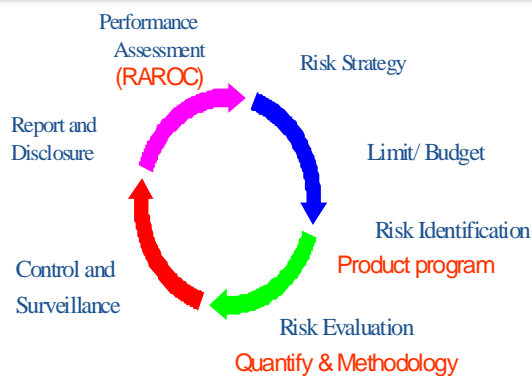 Performance
Assessment
(RAROC)
Risk Strategy
Limit/ Budget
Risk Identification
Product program
Risk Evaluation
Quantify & Methodology
Control and
Surveillance
Report and
Disclosure